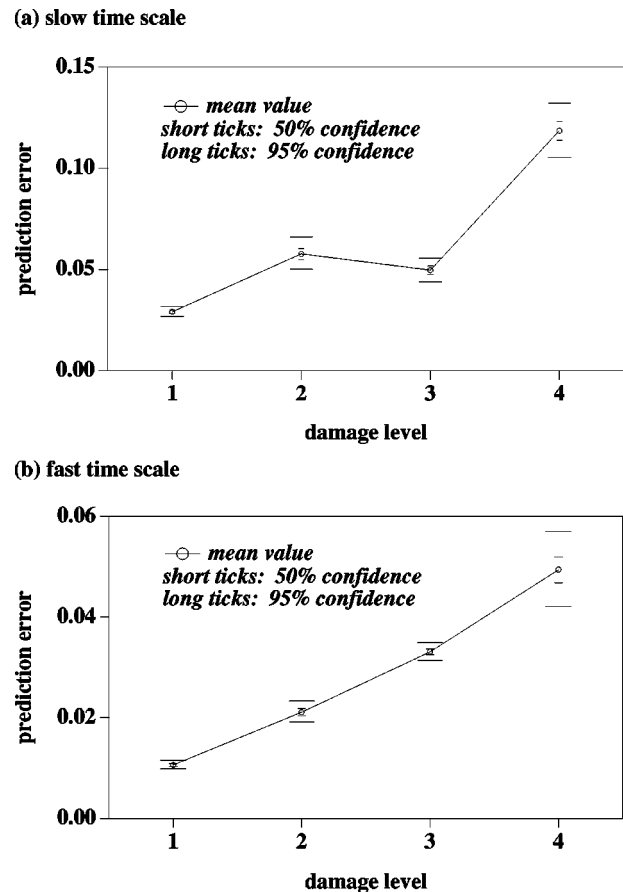 (a) slow time scale
0.15
0.10
0.05
0.00
prediction error
mean value
short ticks: 50% confidence
long ticks: 95% confidence
1 2 3 4
damage level
(b) fast time scale
0.06
0.04
0.02
0.00
prediction error
mean value
short ticks: 50% confidence
long ticks: 95% confidence
1 2 3 4
damage level